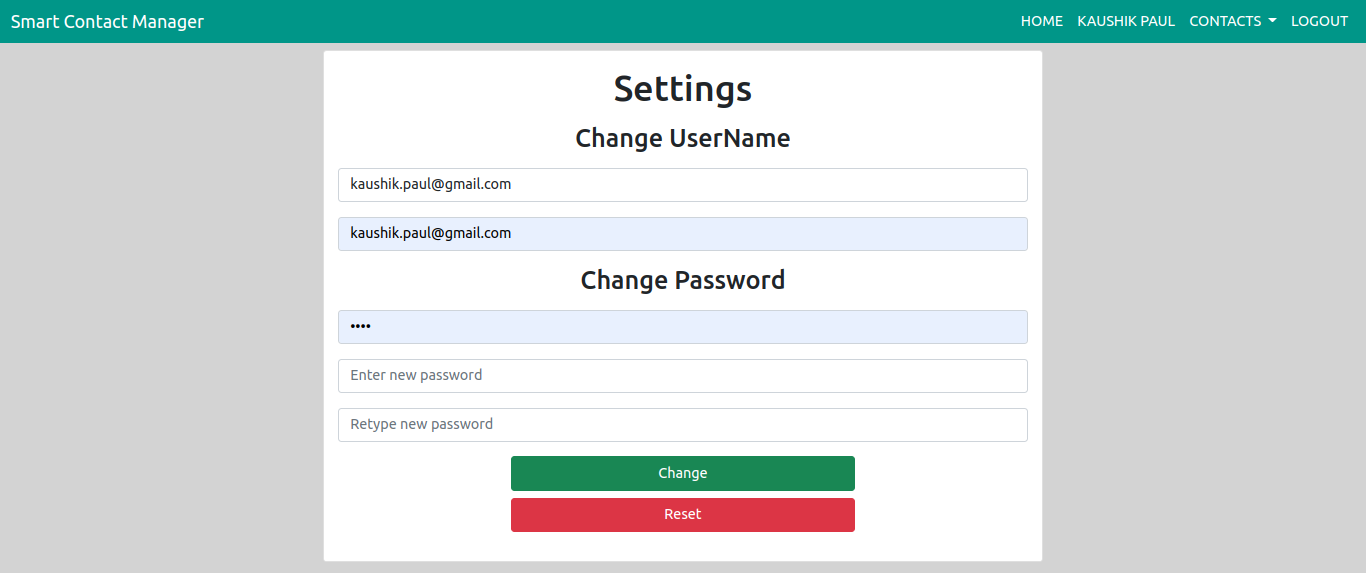 Smart Contact Manager HOME KAUSHIK PAUL CONTACTS LOGOUT
Settings
Change UserName
kaushik.paul@gmail.com
kaushik.paul@gmail.com
Change Password
••••
Enter new password
Retype new password
Change
Reset